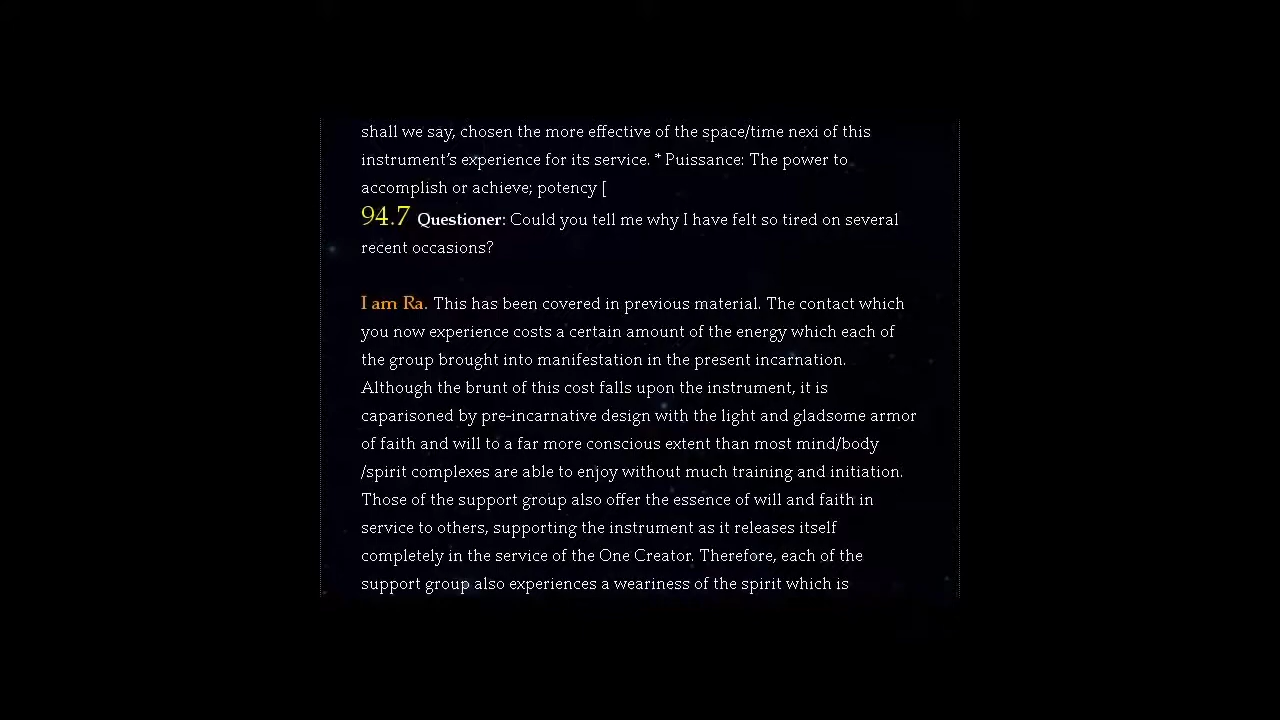 shall we say, chosen the more effective of the space/time nexi of this
instrument's experience for its service. * Puissance: The power to
accomplish or achieve; potency [
94.7 Questioner: Could you tell me why I have felt so tired on several
recent occasions?
I am Ra. This has been covered in previous material. The contact which
you now experience costs a certain amount of the energy which each of
the group brought into manifestation in the present incarnation.
Although the brunt of this cost falls upon the instrument, it is
caparisoned by pre-incarnative design with the light and gladsome armor
of faith and will to a far more conscious extent than most mind/body
/spirit complexes are able to enjoy without much training and initiation.
Those of the support group also offer the essence of will and faith in
service to others, supporting the instrument as it releases itself
completely in the service of the One Creator. Therefore, each of the
support group also experiences a weariness of the spirit which is